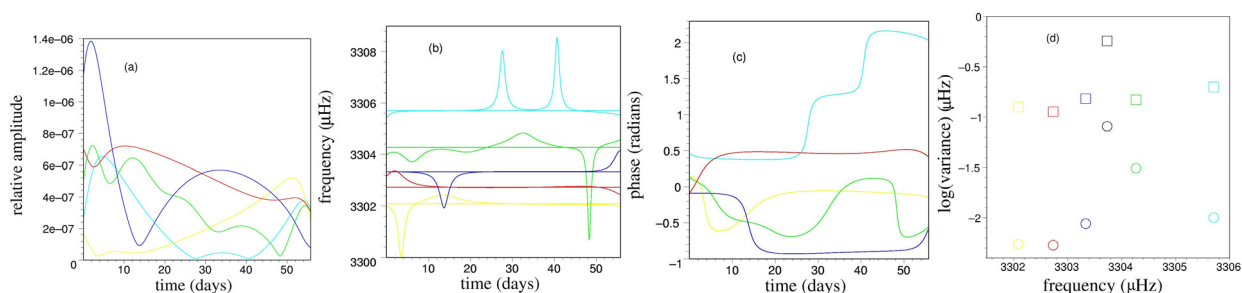 (a)
relative amplitude
1.4e-06
1.2e-06
1e-06
8e-07
6e-07
4e-07
2e-07
0
10 20 30 40 50
time (days)
(b)
frequency (μHz)
3308
3306
3304
3302
3300
0 10 20 30 40 50
time (days)
(c)
phase (radians)
2
1.5
1
0.5
0
−0.5
−1
10 20 30 40 50
time (days)
(d)
log(variance) (μHz)
0
−0.5
−1
−1.5
−2
3302 3303 3304 3305 3306
frequency (μHz)